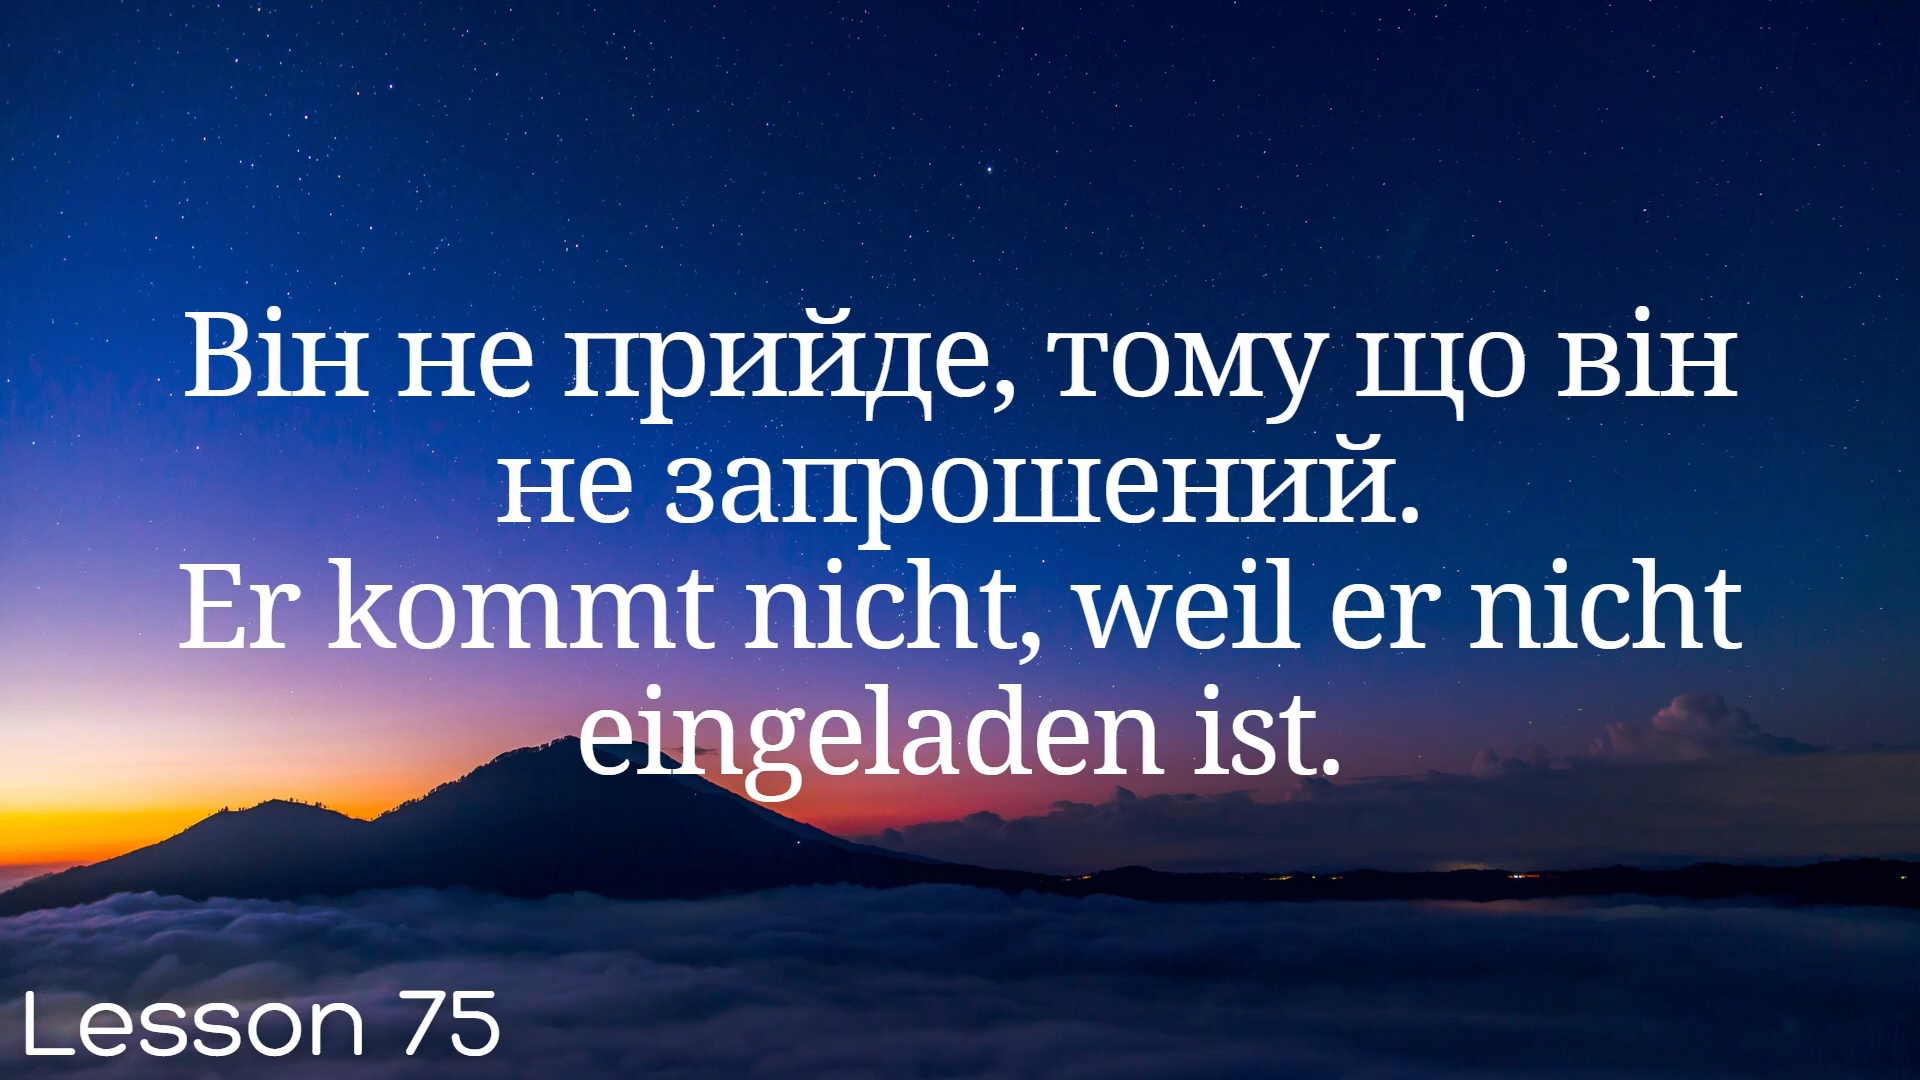 Він не прийде, тому що він
не запрошений.
Er kommt nicht, weil er nicht
eingeladen ist.
Lesson 75